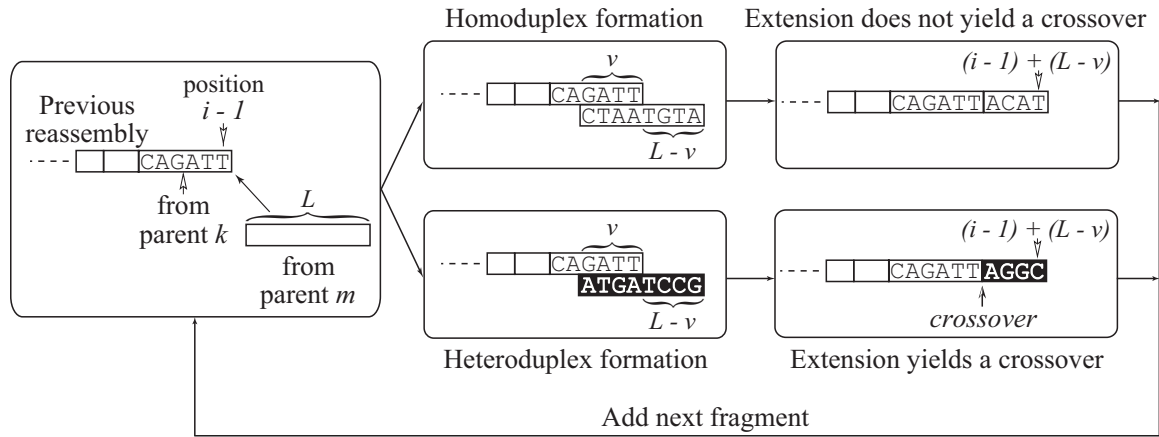 Homoduplex formation
Extension does not yield a crossover
position
i - 1
Previous
reassembly
CAGATT
from
parent k
L
from
parent m
v
CAGATT
CTAATGTA
L - v
(i - 1) + (L - v)
CAGATT ACAT
v
CAGATT
ATGATCCG
L - v
(i - 1) + (L - v)
CAGATT AGGC
crossover
Heteroduplex formation
Extension yields a crossover
Add next fragment